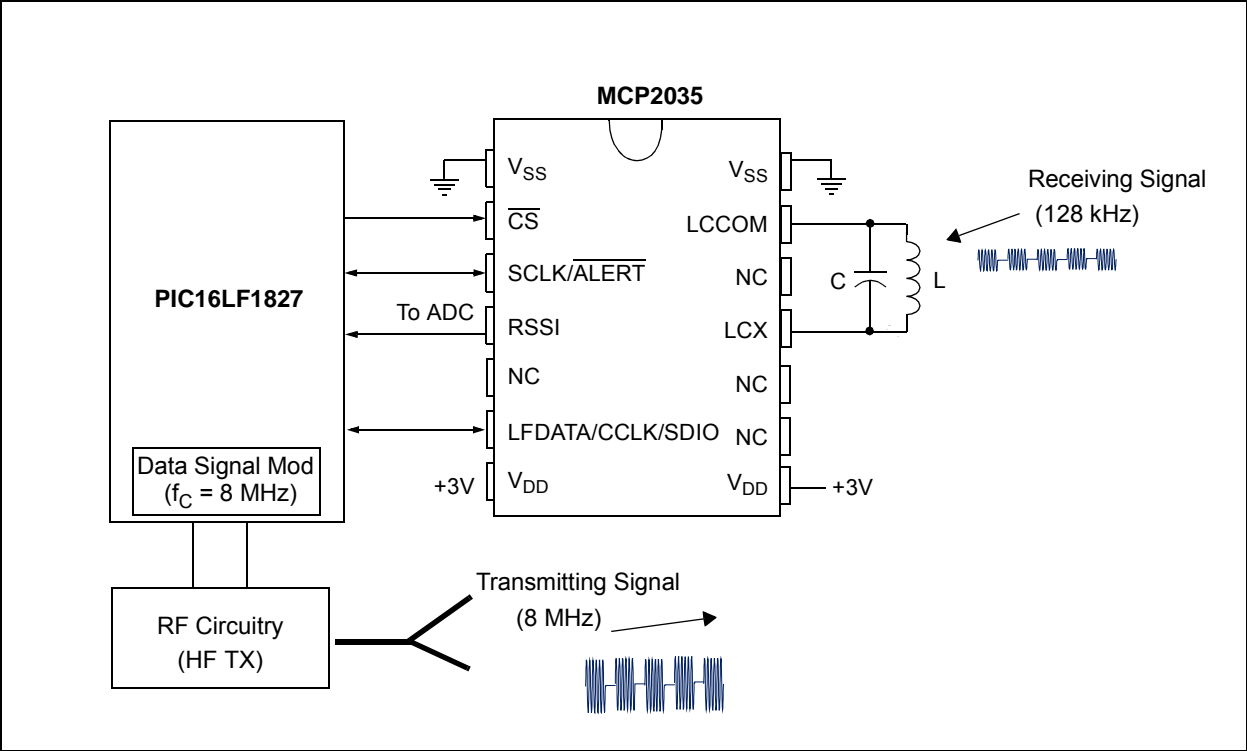 MCP2035
PIC16LF1827
To ADC
Data Signal Mod
(fC = 8 MHz)
RF Circuitry
(HF TX)
VSS
CS
SCLK/ALERT
RSSI
NC
LFDATA/CCLK/SDIO
+3V
VDD
VSS
LCCOM
NC
LCX
NC
NC
VDD
+3V
C
L
Receiving Signal
(128 kHz)
Transmitting Signal
(8 MHz)